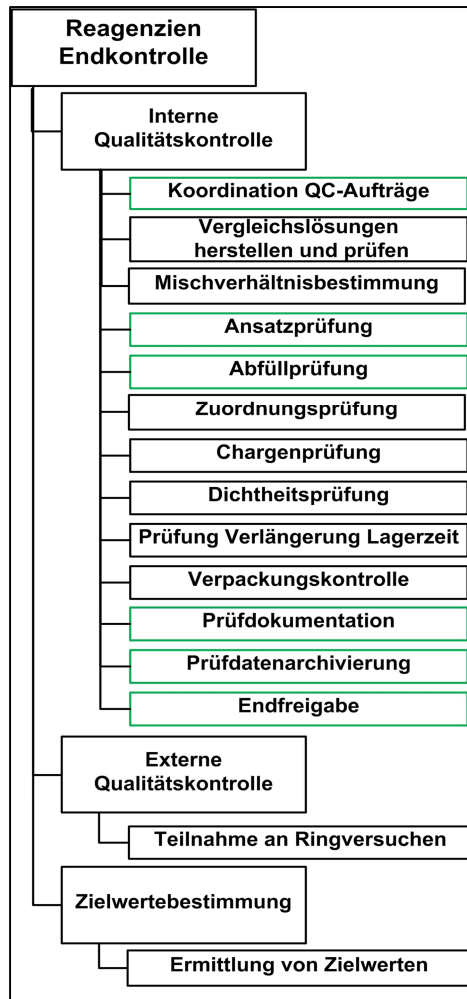 Reagenzien
Endkontrolle
Interne
Qualitätskontrolle
Koordination QC-Aufträge
Vergleichslösungen
herstellen und prüfen
Mischverhältnisbestimmung
Ansatzprüfung
Abfüllprüfung
Zuordnungsprüfung
Chargenprüfung
Dichtheitsprüfung
Prüfung Verlängerung Lagerzeit
Verpackungskontrolle
Prüfdokumentation
Prüfdatenarchivierung
Endfreigabe
Externe
Qualitätskontrolle
Teilnahme an Ringversuchen
Zielwertebestimmung
Ermittlung von Zielwerten